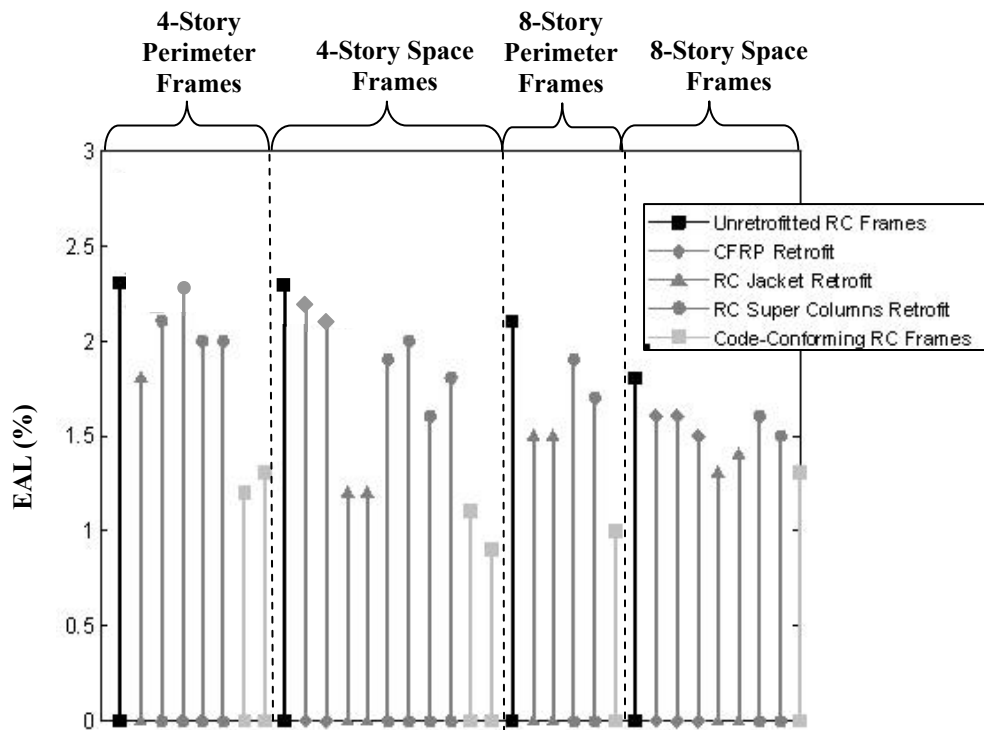 4-Story
Perimeter
Frames
4-Story Space
Frames
8-Story
Perimeter
Frames
8-Story Space
Frames
3
2.5
2
1.5
1
0.5
0
EAL (%)
Unretrofitted RC Frames
CFRP Retrofit
RC Jacket Retrofit
RC Super Columns Retrofit
Code-Conforming RC Frames